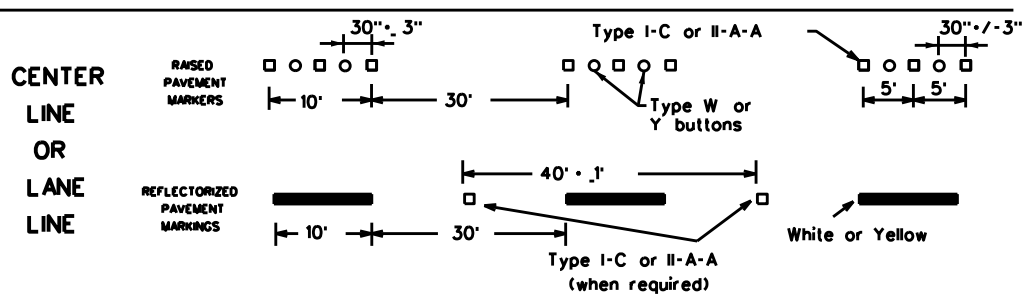 CENTER
LINE
OR
LANE
LINE
RAISED
PAVEMENT
MARKERS
30"·_ 3"
Type I-C or II-A-A
30"·/-3"
10'
30'
Type W or
Y buttons
5'
5'
REFLECTORIZED
PAVEMENT
MARKINGS
40' · _1'
10'
30'
Type I-C or II-A-A
(when required)
White or Yellow